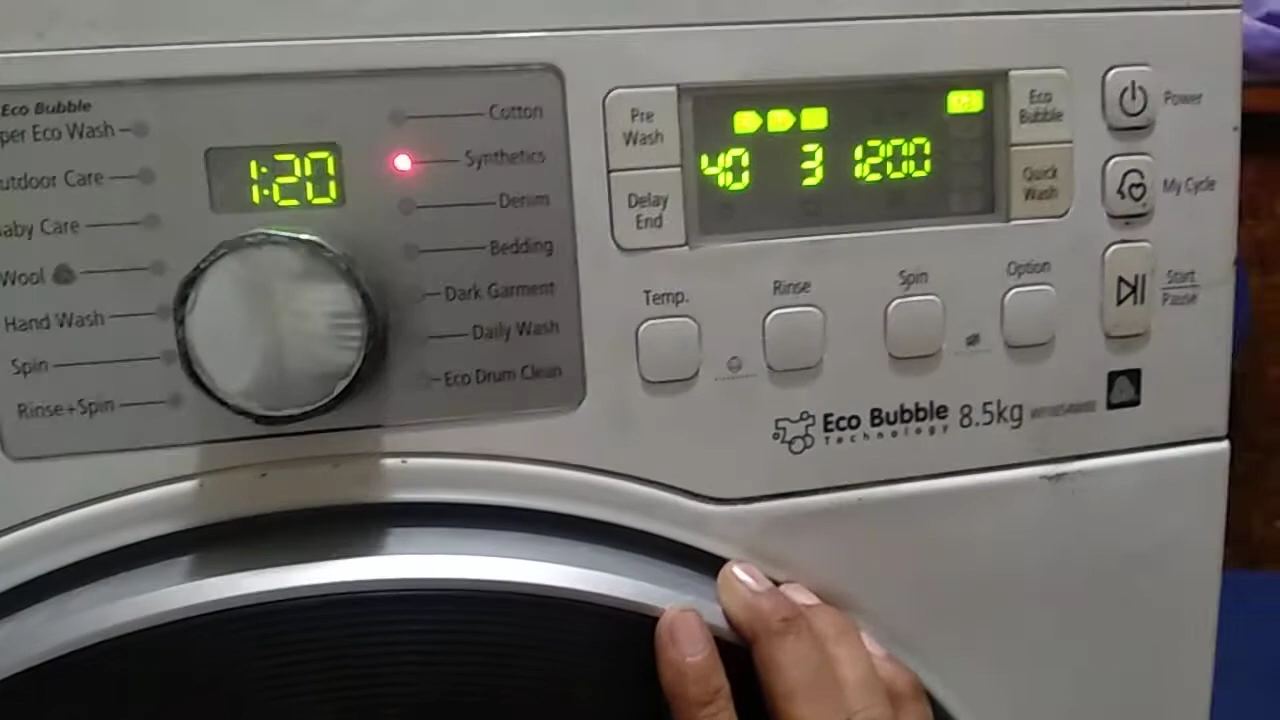 Eco Bubble
per Eco Wash
utdoor Care
aby Care
Wool
Hand Wash
Spin
Rinse+Spin
1:20
Cotton
Synthetics
Denim
Bedding
Dark Garment
Daily Wash
Eco Drum Clean
Pre
Wash
Delay
End
40 3 1200
Eco
Bubble
Quick
Wash
Power
My Cycle
Start
Pause
Temp.
Rinse
Spin
Option
Eco Bubble 8.5kg
Technology